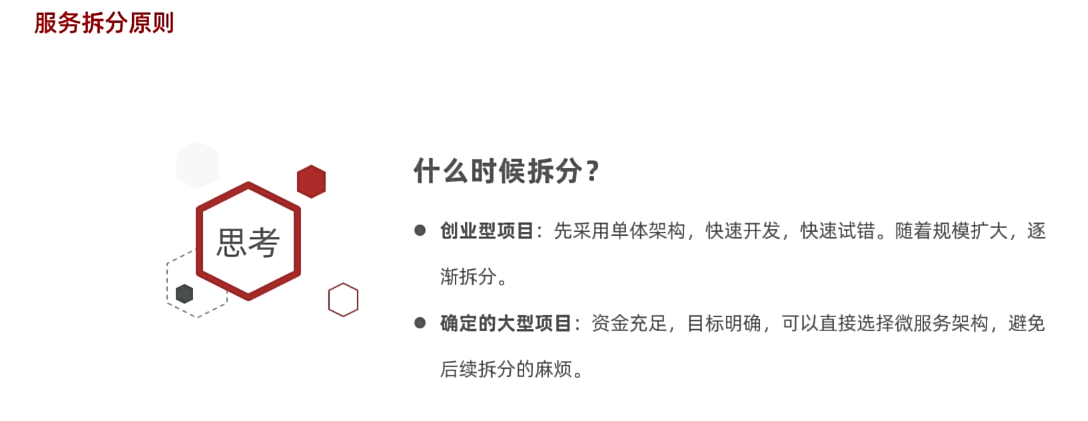 服务拆分原则
思考
什么时候拆分？
● 创业型项目：先采用单体架构，快速开发，快速试错。随着规模扩大，逐
渐拆分。
● 确定的大型项目：资金充足，目标明确，可以直接选择微服务架构，避免
后续拆分的麻烦。